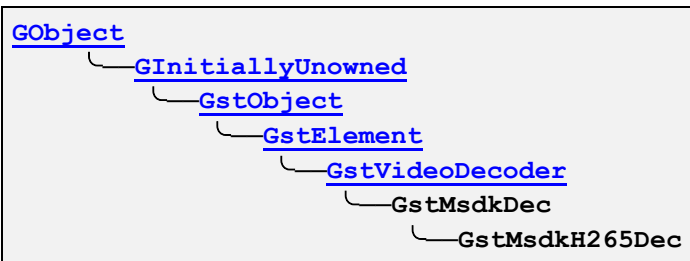 GObject
GInitiallyUnowned
GstObject
GstElement
GstVideoDecoder
GstMsdkDec
GstMsdkH265Dec